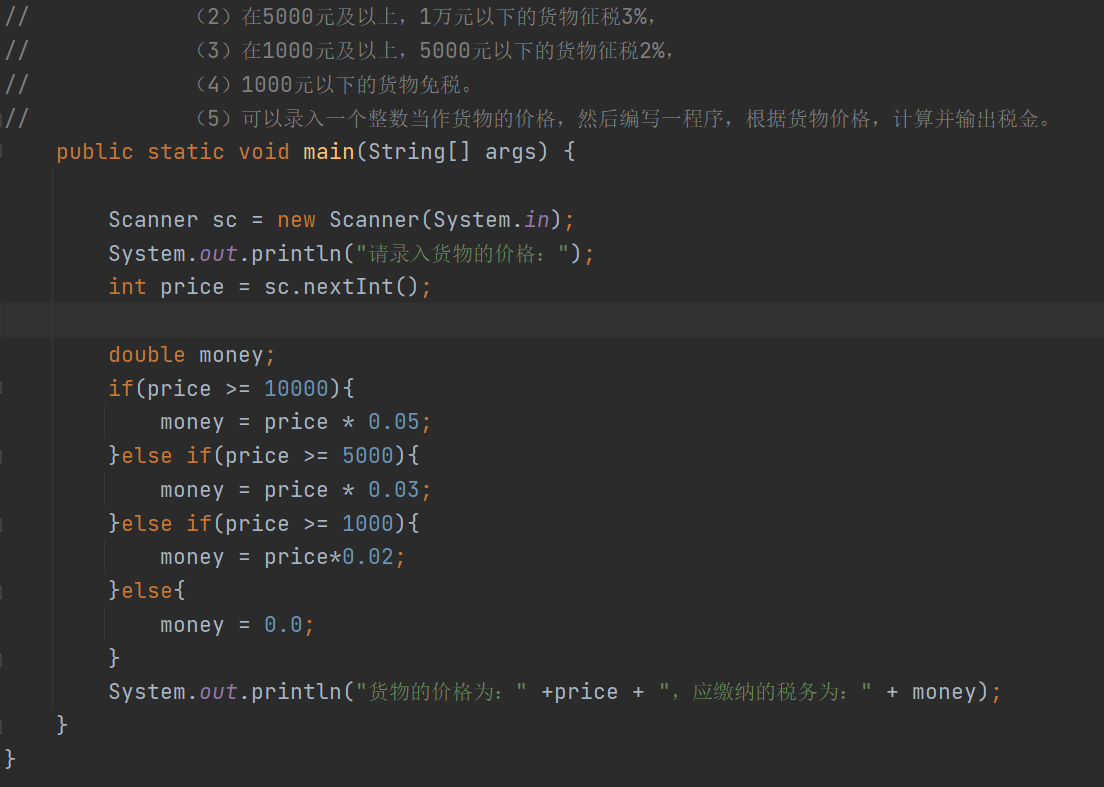 // （2）在5000元及以上，1万元以下的货物征税3%，
// （3）在1000元及以上，5000元以下的货物征税2%，
// （4）1000元以下的货物免税。
// （5）可以录入一个整数当作货物的价格，然后编写一程序，根据货物价格，计算并输出税金。
public static void main(String[] args) {
Scanner sc = new Scanner(System.in);
System.out.println("请录入货物的价格：");
int price = sc.nextInt();
double money;
if(price >= 10000){
money = price * 0.05;
}else if(price >= 5000){
money = price * 0.03;
}else if(price >= 1000){
money = price*0.02;
}else{
money = 0.0;
}
System.out.println("货物的价格为：" +price + "，应缴纳的税务为：" + money);
}
}